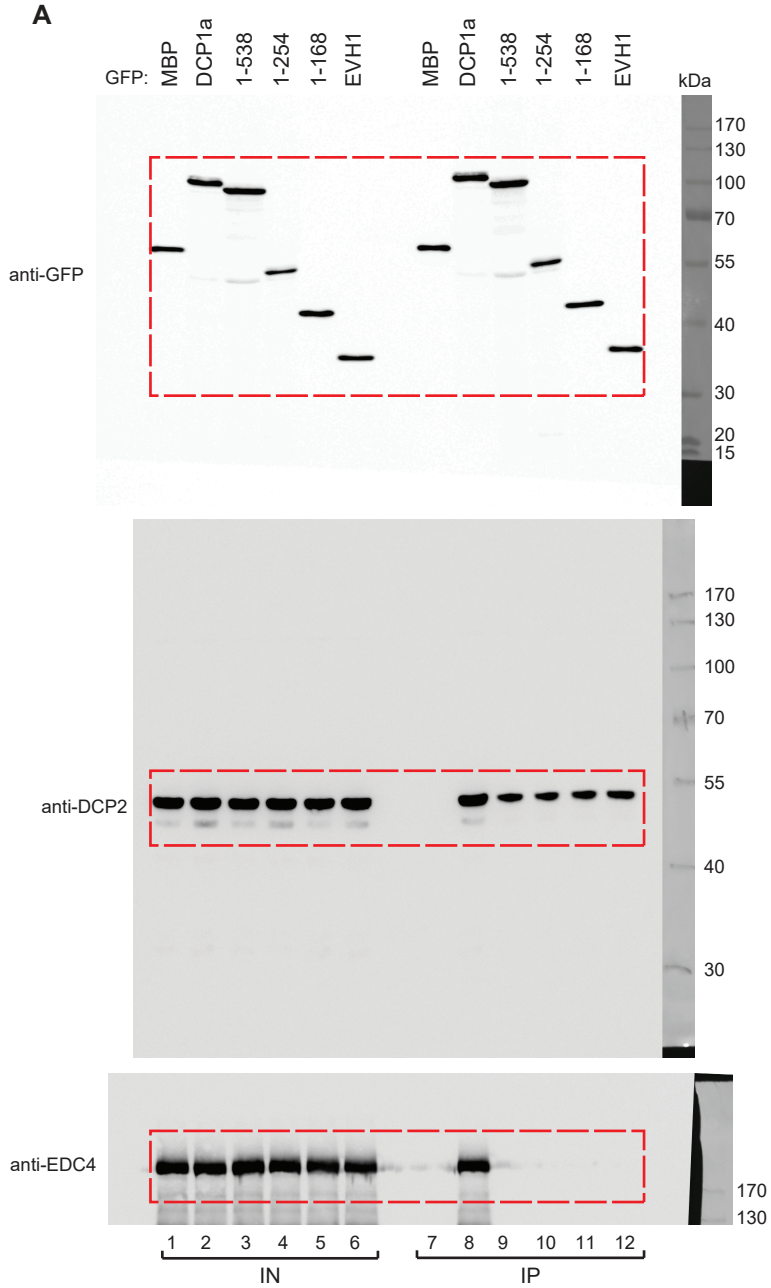 A
GFP: MBP DCP1a 1-538 1-254 1-168 EVH1 MBP DCP1a 1-538 1-254 1-168 EVH1
kDa
170
130
100
70
anti-GFP
55
40
30
20
15
170
130
100
70
anti-DCP2
55
40
30
anti-EDC4
170
130
1 2 3 4 5 6 7 8 9 10 11 12
IN IP